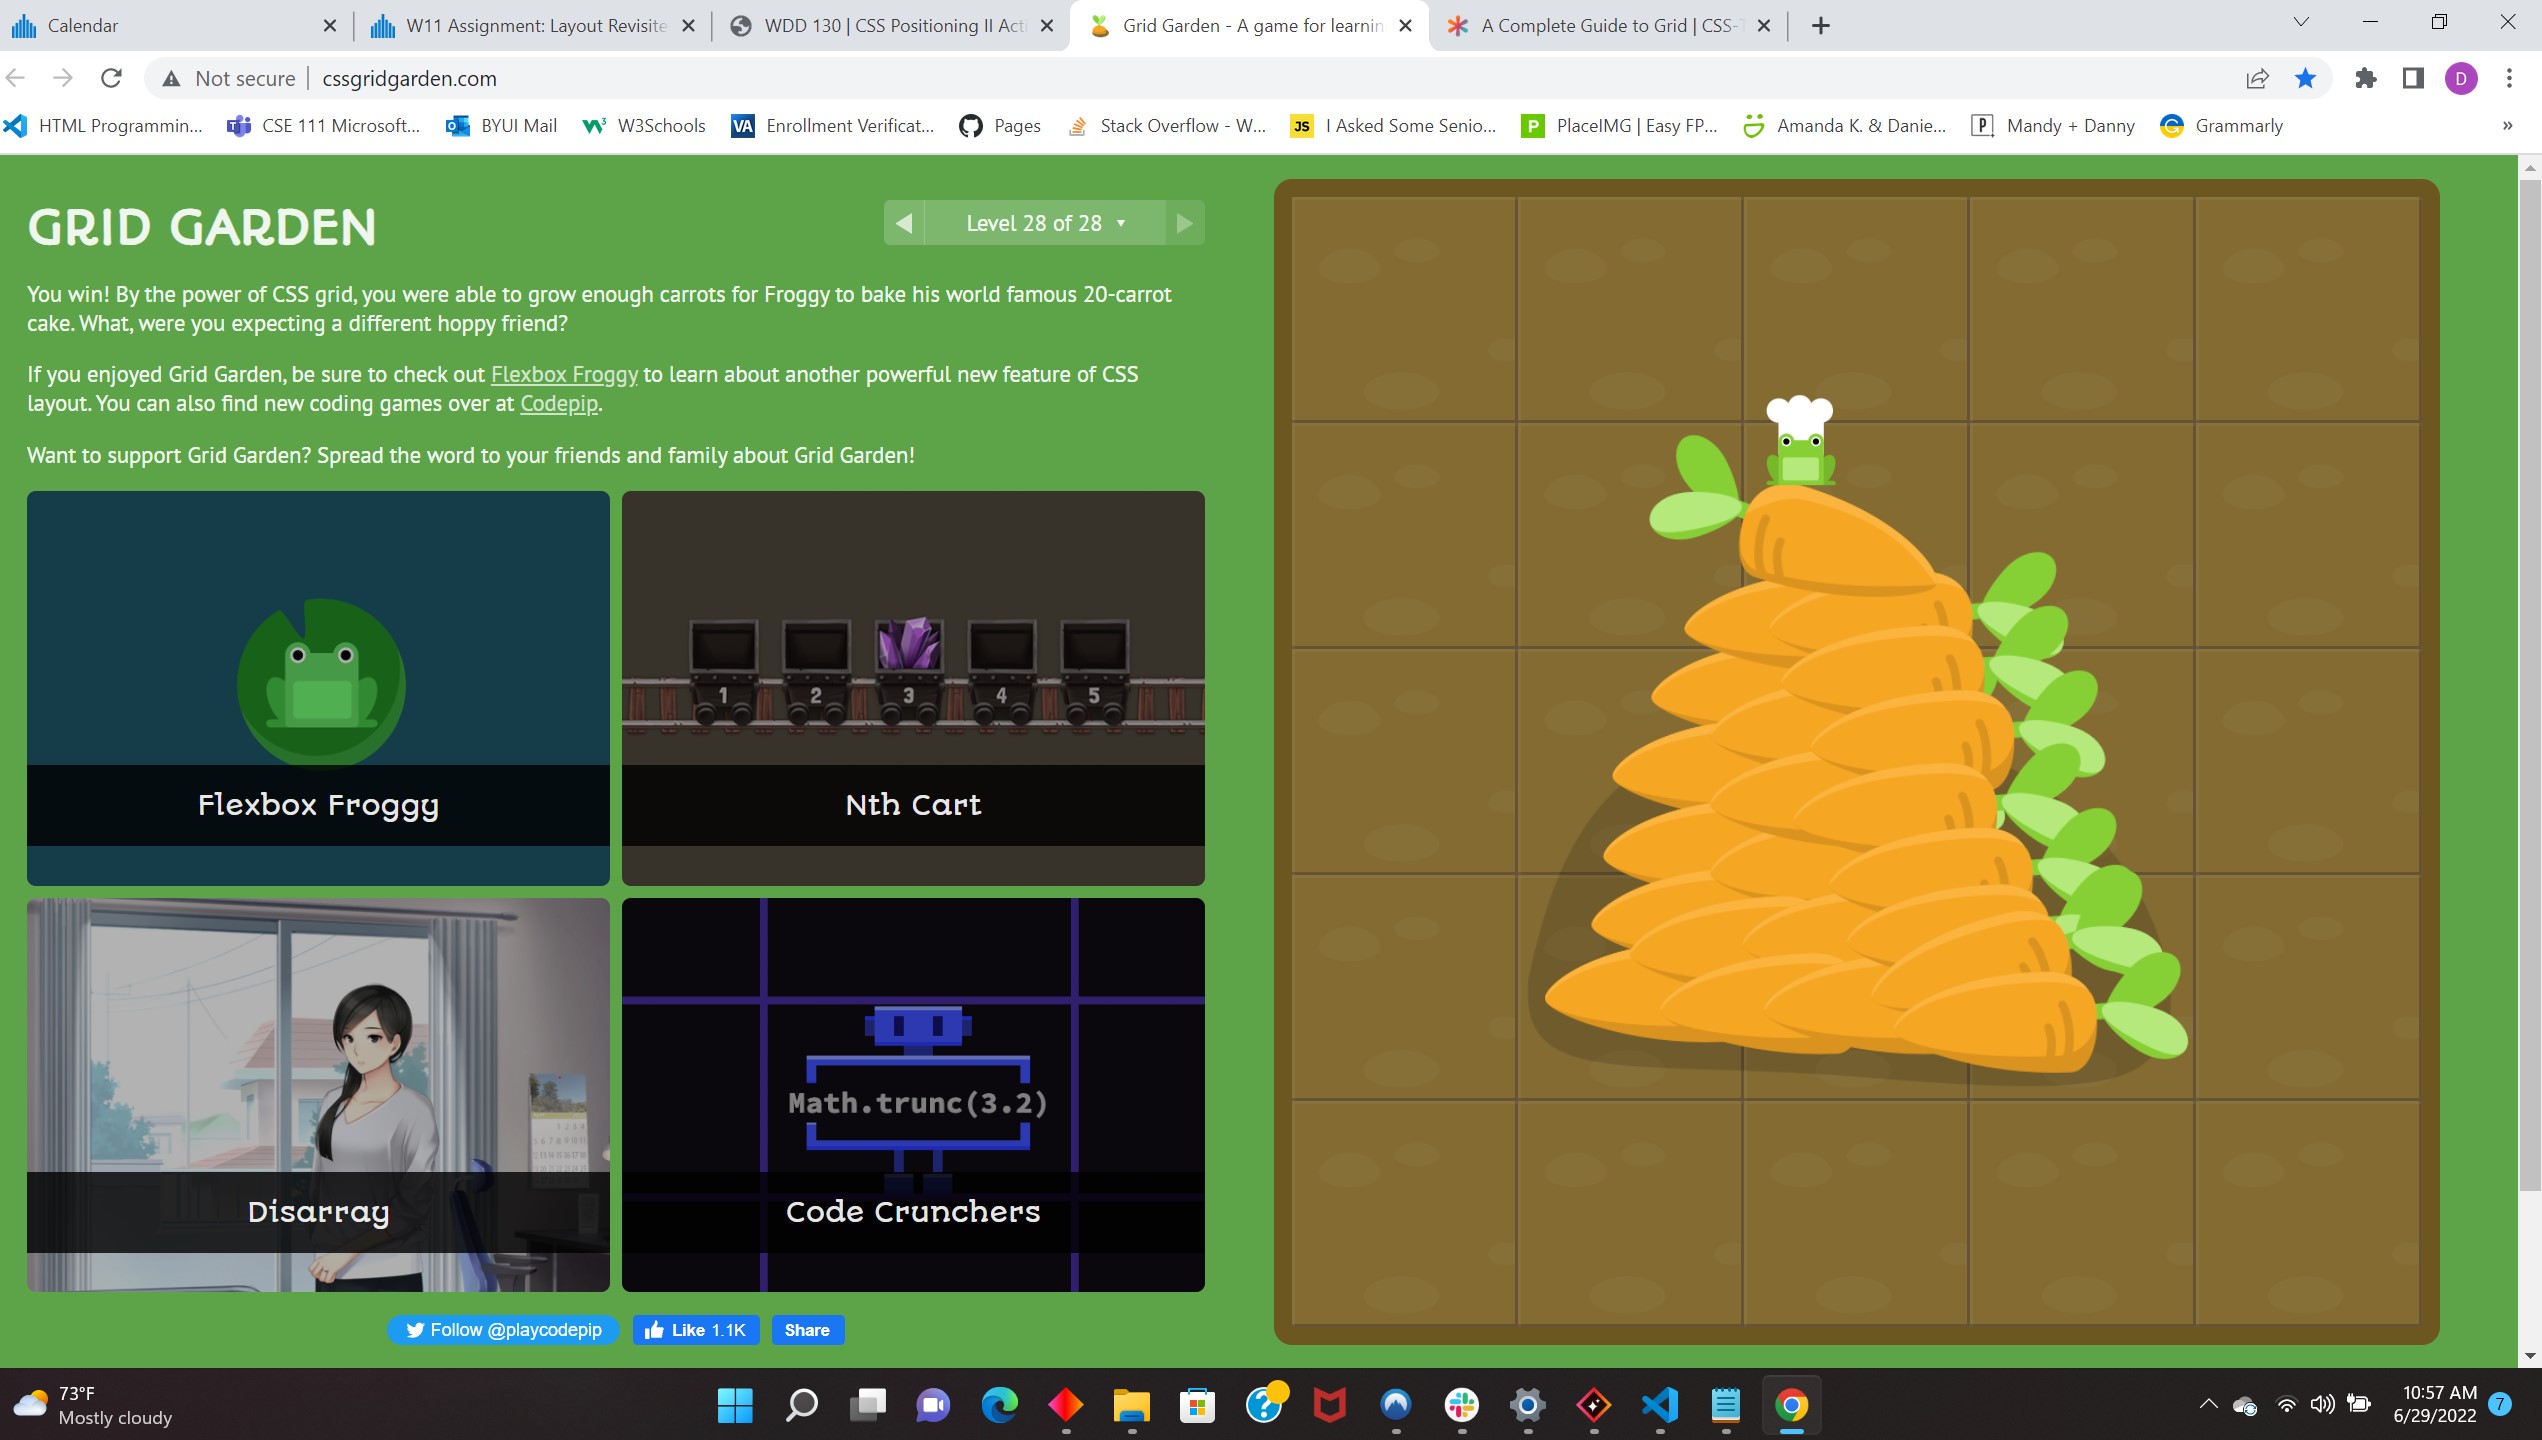 Calendar
W11 Assignment: Layout Revisite
WDD 130 | CSS Positioning II Acti
Grid Garden - A game for learnin
A Complete Guide to Grid | CSS-T
Not secure
cssgridgarden.com
D
HTML Programmin...
CSE 111 Microsoft...
BYUI Mail
W3Schools
VA
Enrollment Verificat...
Pages
Stack Overflow - W...
JS
I Asked Some Senio...
P
PlaceIMG | Easy FP...
Amanda K. & Danie...
P
Mandy + Danny
Grammarly
»
GRID GARDEN
Level 28 of 28
You win! By the power of CSS grid, you were able to grow enough carrots for Froggy to bake his world famous 20-carrot
cake. What, were you expecting a different hoppy friend?
If you enjoyed Grid Garden, be sure to check out Flexbox Froggy to learn about another powerful new feature of CSS
layout. You can also find new coding games over at Codepip.
Want to support Grid Garden? Spread the word to your friends and family about Grid Garden!
1 2 3 4 5
Flexbox Froggy
Nth Cart
Math.trunc(3.2)
Disarray
Code Crunchers
Follow @playcodepip
Like 1.1K
Share
73°F
Mostly cloudy
10:57 AM
6/29/2022
7